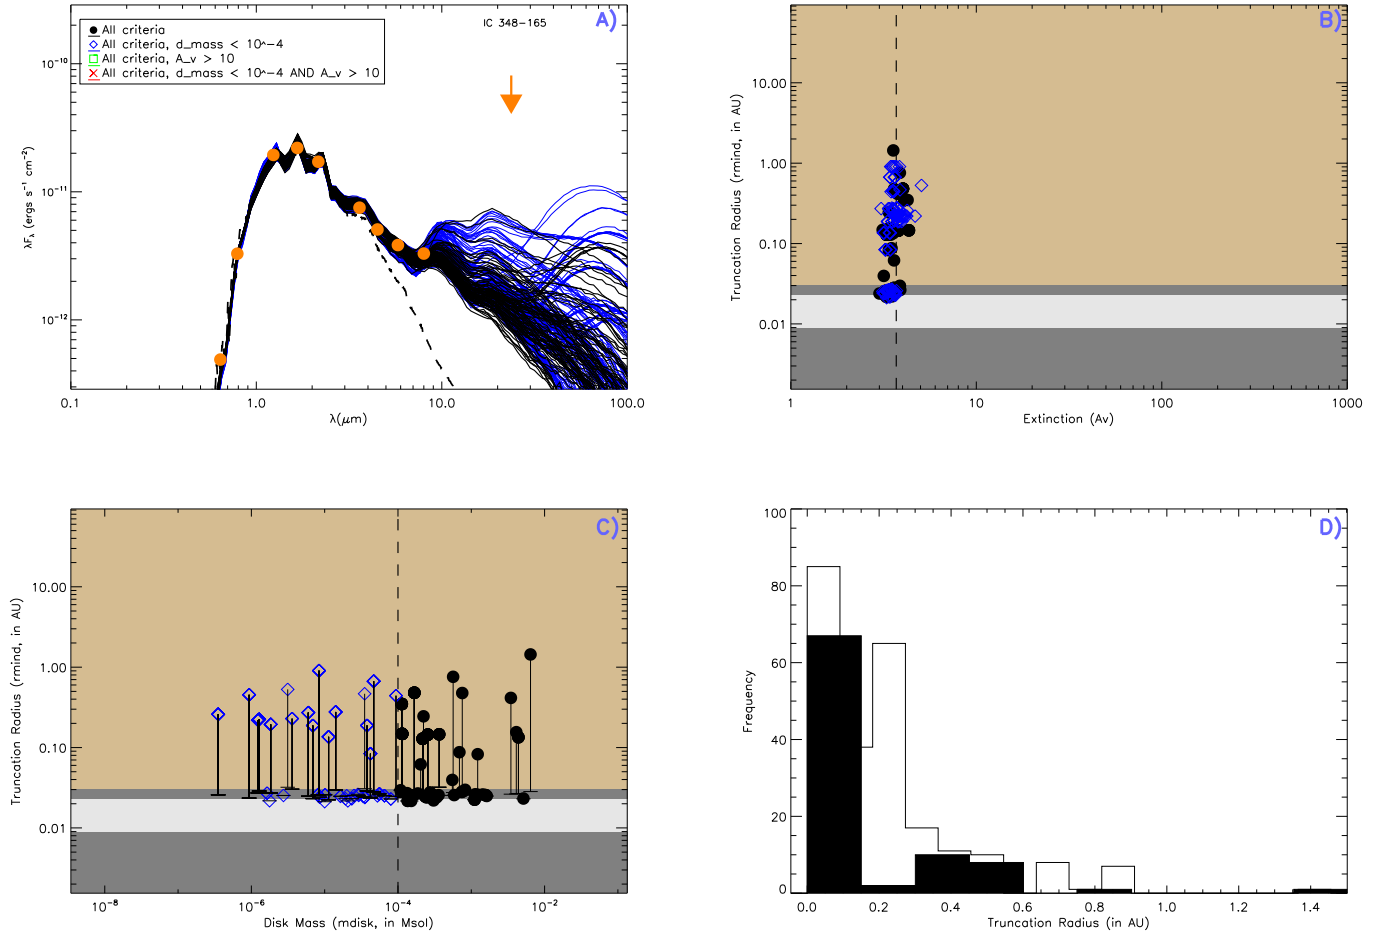 A)
IC 348-165
All criteria
All criteria, d_mass < 10^-4
All criteria, A_v > 10
All criteria, d_mass < 10^-4 AND A_v > 10
λF_λ (ergs s⁻¹ cm⁻²)
10⁻¹⁰
10⁻¹¹
10⁻¹²
0.1 1.0 10.0 100.0
λ(μm)
B)
Truncation Radius (rmind, in AU)
10.00
1.00
0.10
0.01
1 10 100 1000
Extinction (Av)
C)
Truncation Radius (rmind, in AU)
10.00
1.00
0.10
0.01
10⁻⁸ 10⁻⁶ 10⁻⁴ 10⁻²
Disk Mass (mdisk, in Msol)
D)
Frequency
100
80
60
40
20
0
0.0 0.2 0.4 0.6 0.8 1.0 1.2 1.4
Truncation Radius (in AU)